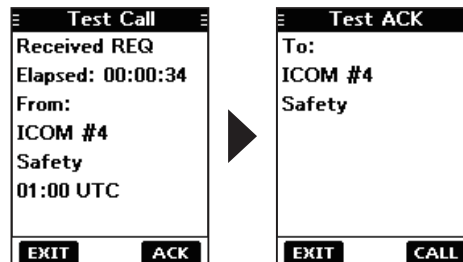 Test Call
Received REQ
Elapsed: 00:00:34
From:
ICOM #4
Safety
01:00 UTC
EXIT ACK
Test ACK
To:
ICOM #4
Safety
EXIT CALL